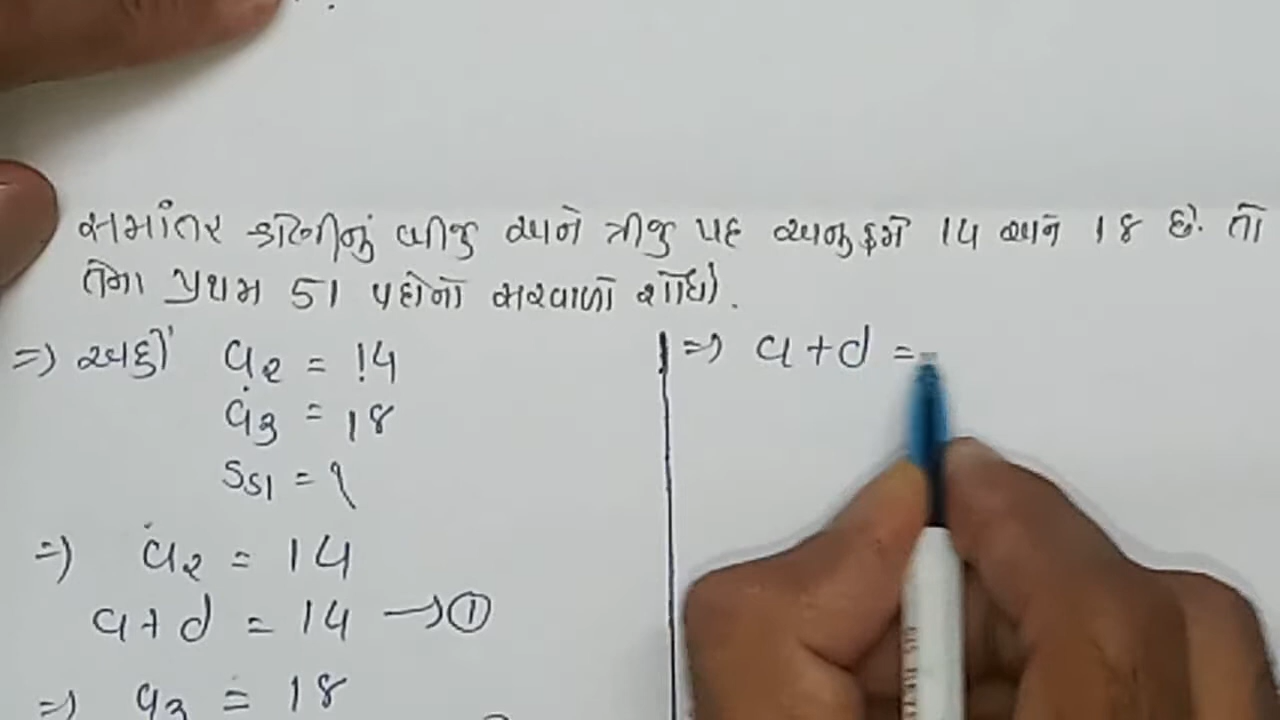 સમાંતર શ્રેણીનું બીજુ અને ત્રીજુ પદ અનુક્રમે 14 અને 18 છે. તો
તેના પ્રથમ 51 પદોનો સરવાળો શોધો.
=> અહીં a₂ = 14
a₃ = 18
S₅₁ = ?
=> a₂ = 14
a + d = 14 → ①
=> a₃ = 18
=> a + d =